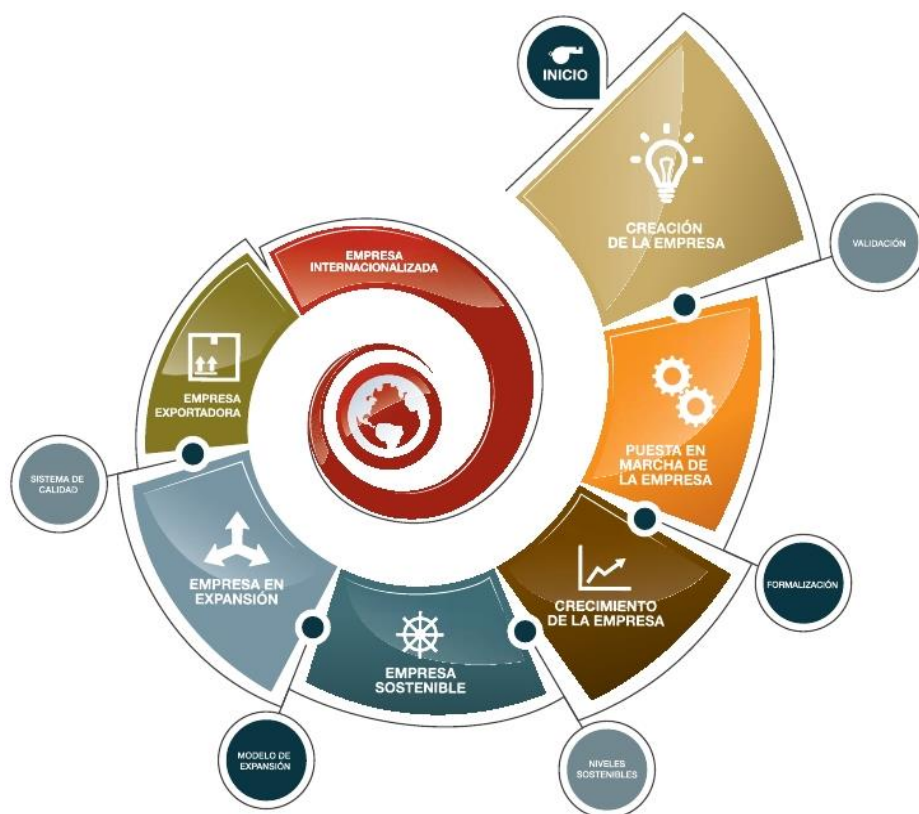 INICIO
CREACIÓN
DE LA EMPRESA
VALIDACIÓN
PUESTA EN
MARCHA DE
LA EMPRESA
FORMALIZACIÓN
CRECIMIENTO
DE LA EMPRESA
NIVELES
SOSTENIBLES
EMPRESA
SOSTENIBLE
MODELO DE
EXPANSIÓN
EMPRESA EN
EXPANSIÓN
SISTEMA DE
CALIDAD
EMPRESA
EXPORTADORA
EMPRESA
INTERNACIONALIZADA